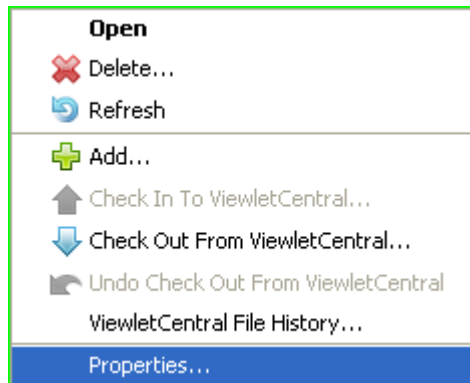 Open
Delete...
Refresh
Add...
Check In To ViewletCentral...
Check Out From ViewletCentral...
Undo Check Out From ViewletCentral
ViewletCentral File History...
Properties...